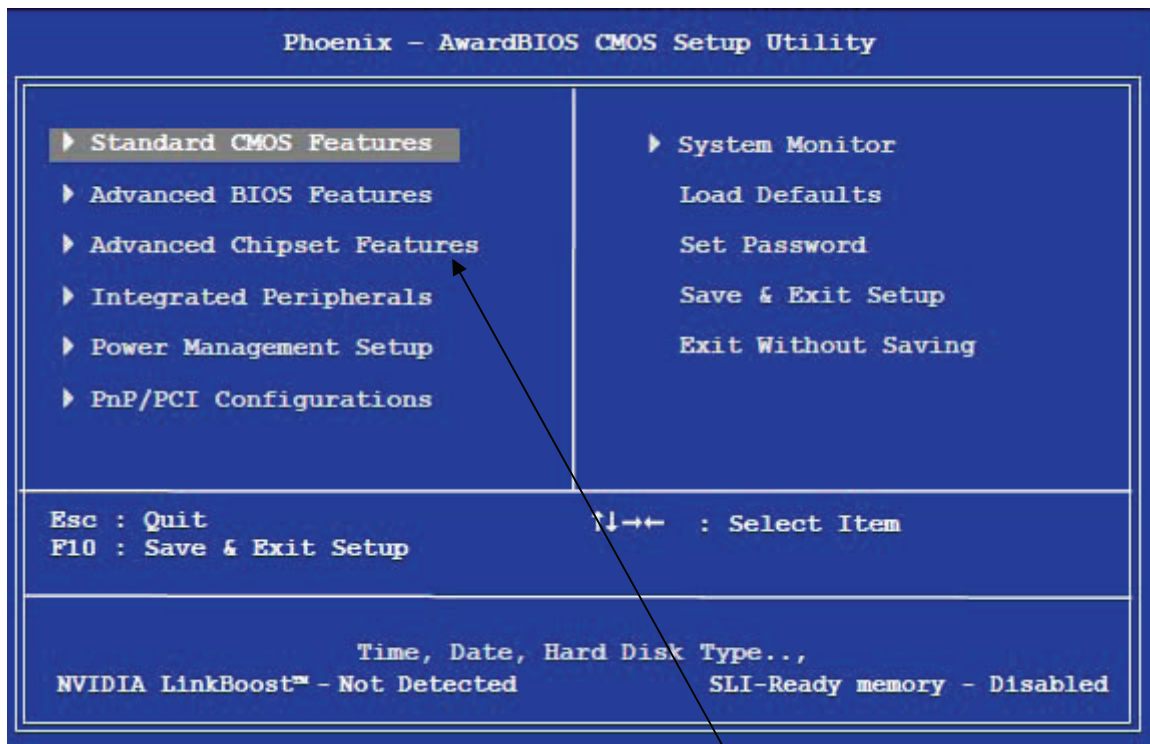 Phoenix – AwardBIOS CMOS Setup Utility
Standard CMOS Features
Advanced BIOS Features
Advanced Chipset Features
Integrated Peripherals
Power Management Setup
PnP/PCI Configurations
System Monitor
Load Defaults
Set Password
Save & Exit Setup
Exit Without Saving
Esc : Quit
F10 : Save & Exit Setup
↑↓→← : Select Item
Time, Date, Hard Disk Type..,
NVIDIA LinkBoost™ – Not Detected
SLI-Ready memory - Disabled